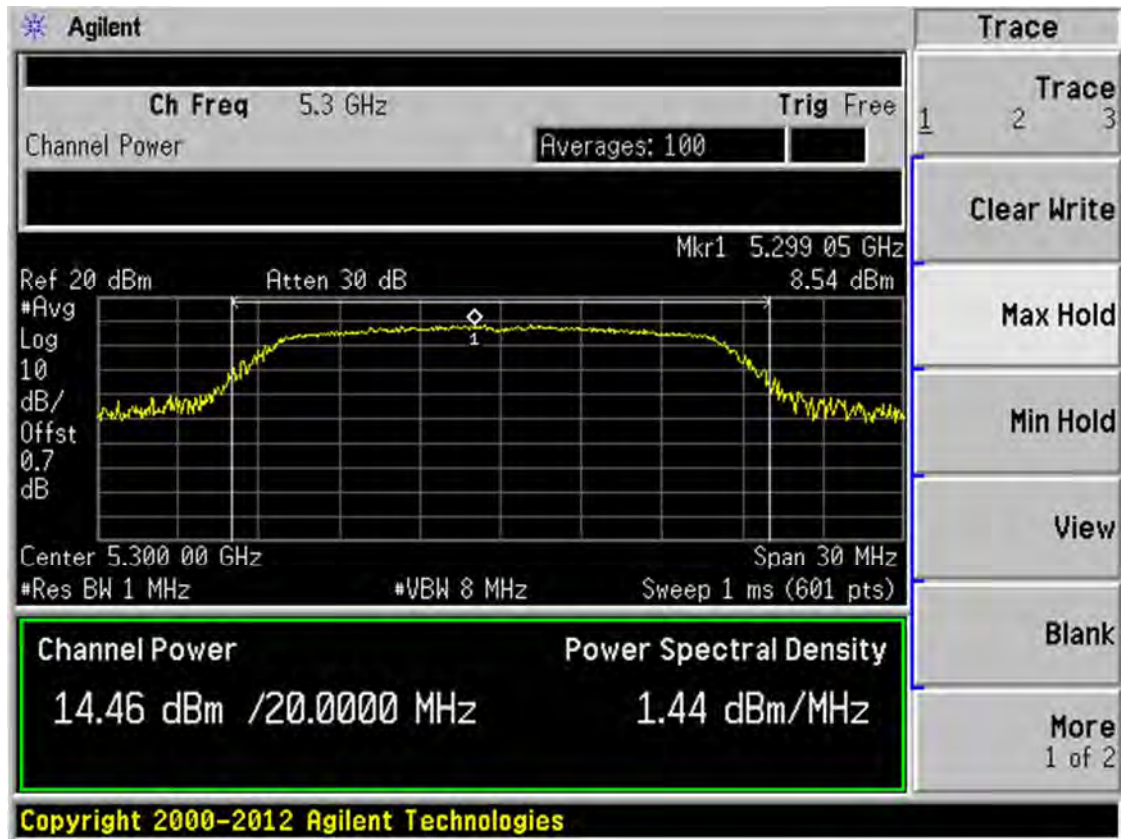 Agilent
Trace
Ch Freq 5.3 GHz Trig Free
Channel Power Averages: 100
Trace
1 2 3
Clear Write
Mkr1 5.299 05 GHz
Ref 20 dBm Atten 30 dB 8.54 dBm
#Avg
Log
10
dB/
Offst
0.7
dB
1
Max Hold
Min Hold
Center 5.300 00 GHz Span 30 MHz
#Res BW 1 MHz #VBW 8 MHz Sweep 1 ms (601 pts)
View
Channel Power Power Spectral Density
14.46 dBm /20.0000 MHz 1.44 dBm/MHz
Blank
More
1 of 2
Copyright 2000-2012 Agilent Technologies